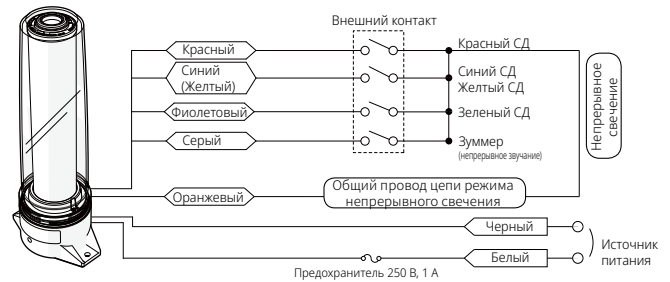 Внешний контакт
Красный
Красный СД
Синий
(Желтый)
Синий СД
Желтый СД
Фиолетовый
Зеленый СД
Серый
Зуммер
(непрерывное звучание)
Непрерывное
свечение
Оранжевый
Общий провод цепи режима
непрерывного свечения
Черный
Белый
Источник
питания
Предохранитель 250 В, 1 А